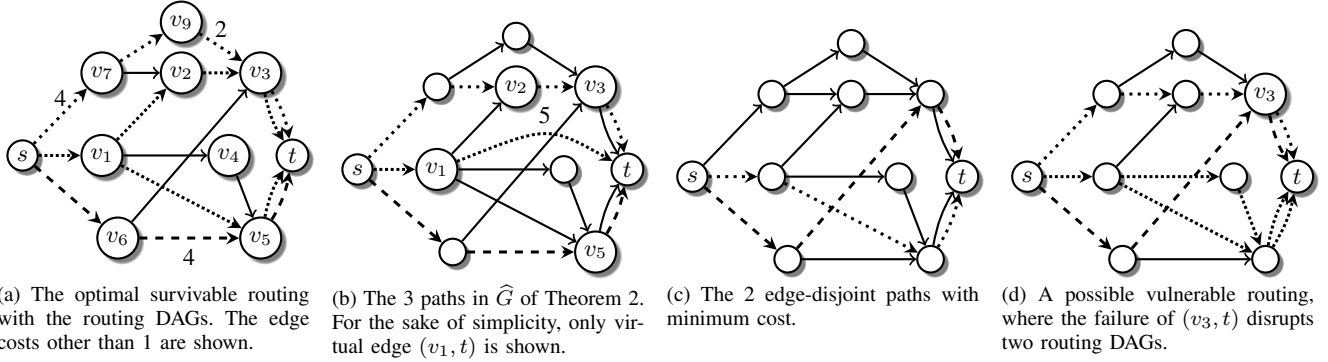 v9
2
v7
v2
v3
4
s
v1
v4
t
v6
4
v5
v2
v3
5
s
v1
t
v5
s
t
v3
s
t
(a) The optimal survivable routing
with the routing DAGs. The edge
costs other than 1 are shown.
(b) The 3 paths in Ĝ of Theorem 2.
For the sake of simplicity, only vir-
tual edge (v1, t) is shown.
(c) The 2 edge-disjoint paths with
minimum cost.
(d) A possible vulnerable routing,
where the failure of (v3, t) disrupts
two routing DAGs.